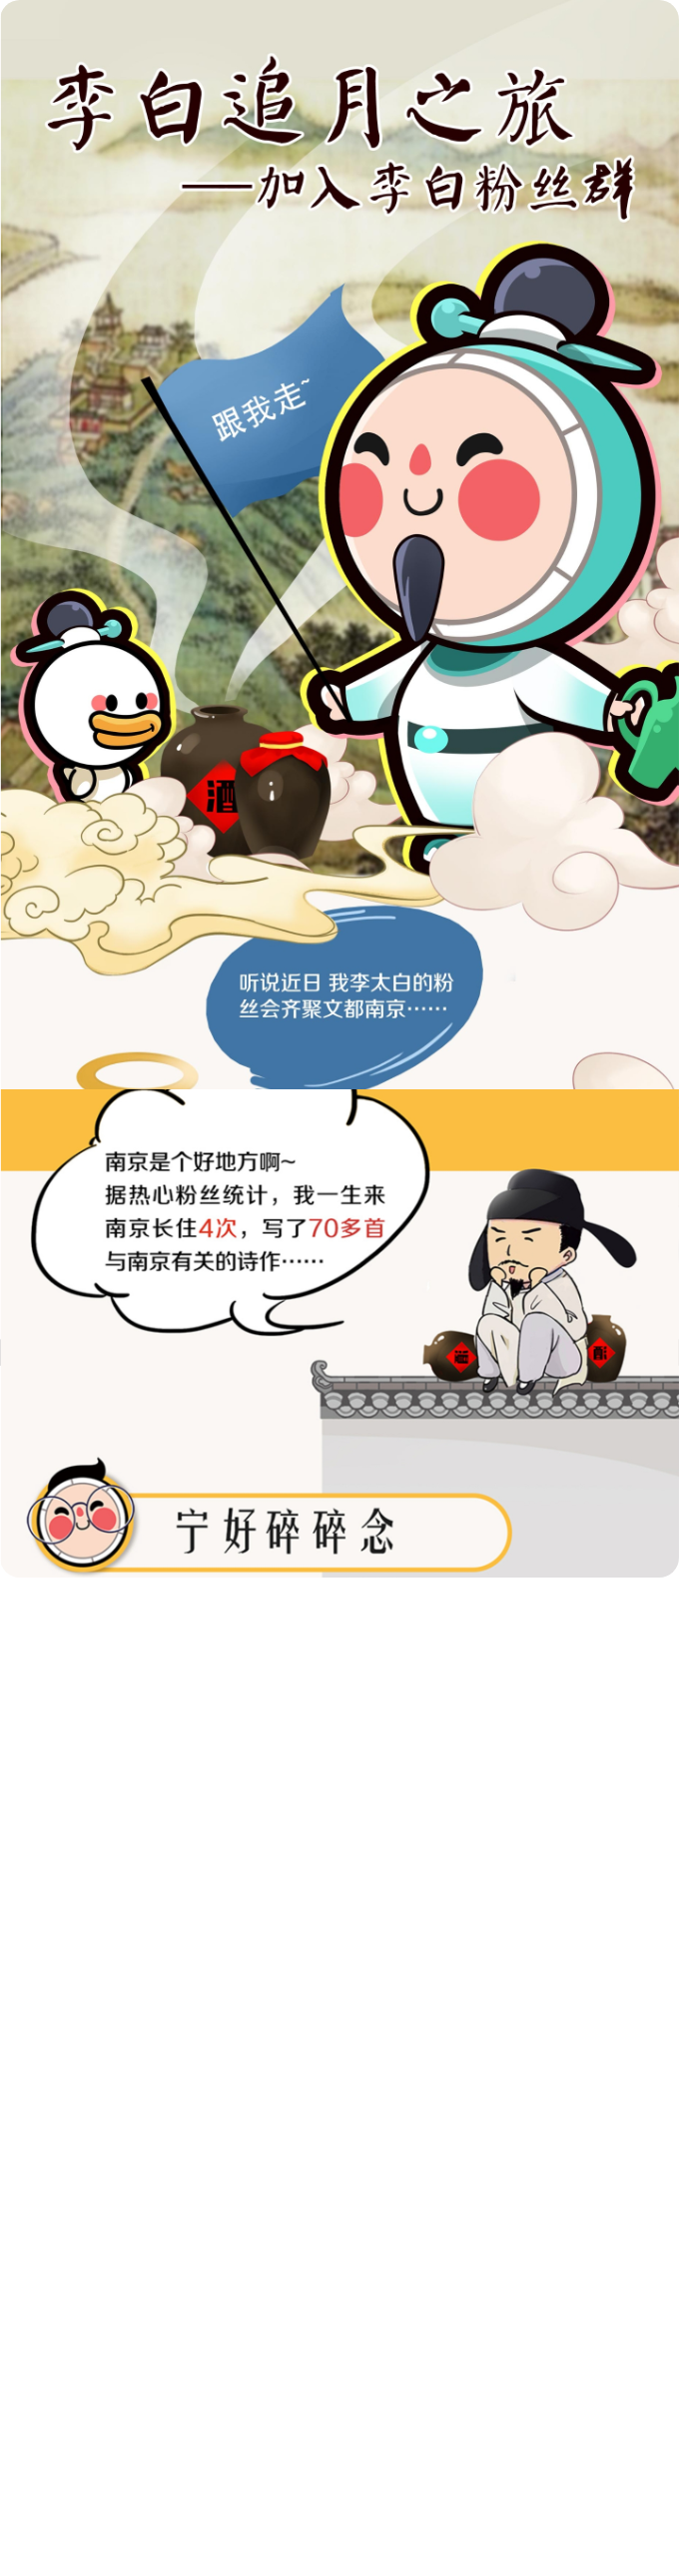 李白追月之旅
——加入李白粉丝群
跟我走~
酒
听说近日 我李太白的粉
丝会齐聚文都南京……
南京是个好地方啊~
据热心粉丝统计，我一生来
南京长住4次，写了70多首
与南京有关的诗作……
酒
宁好碎碎念